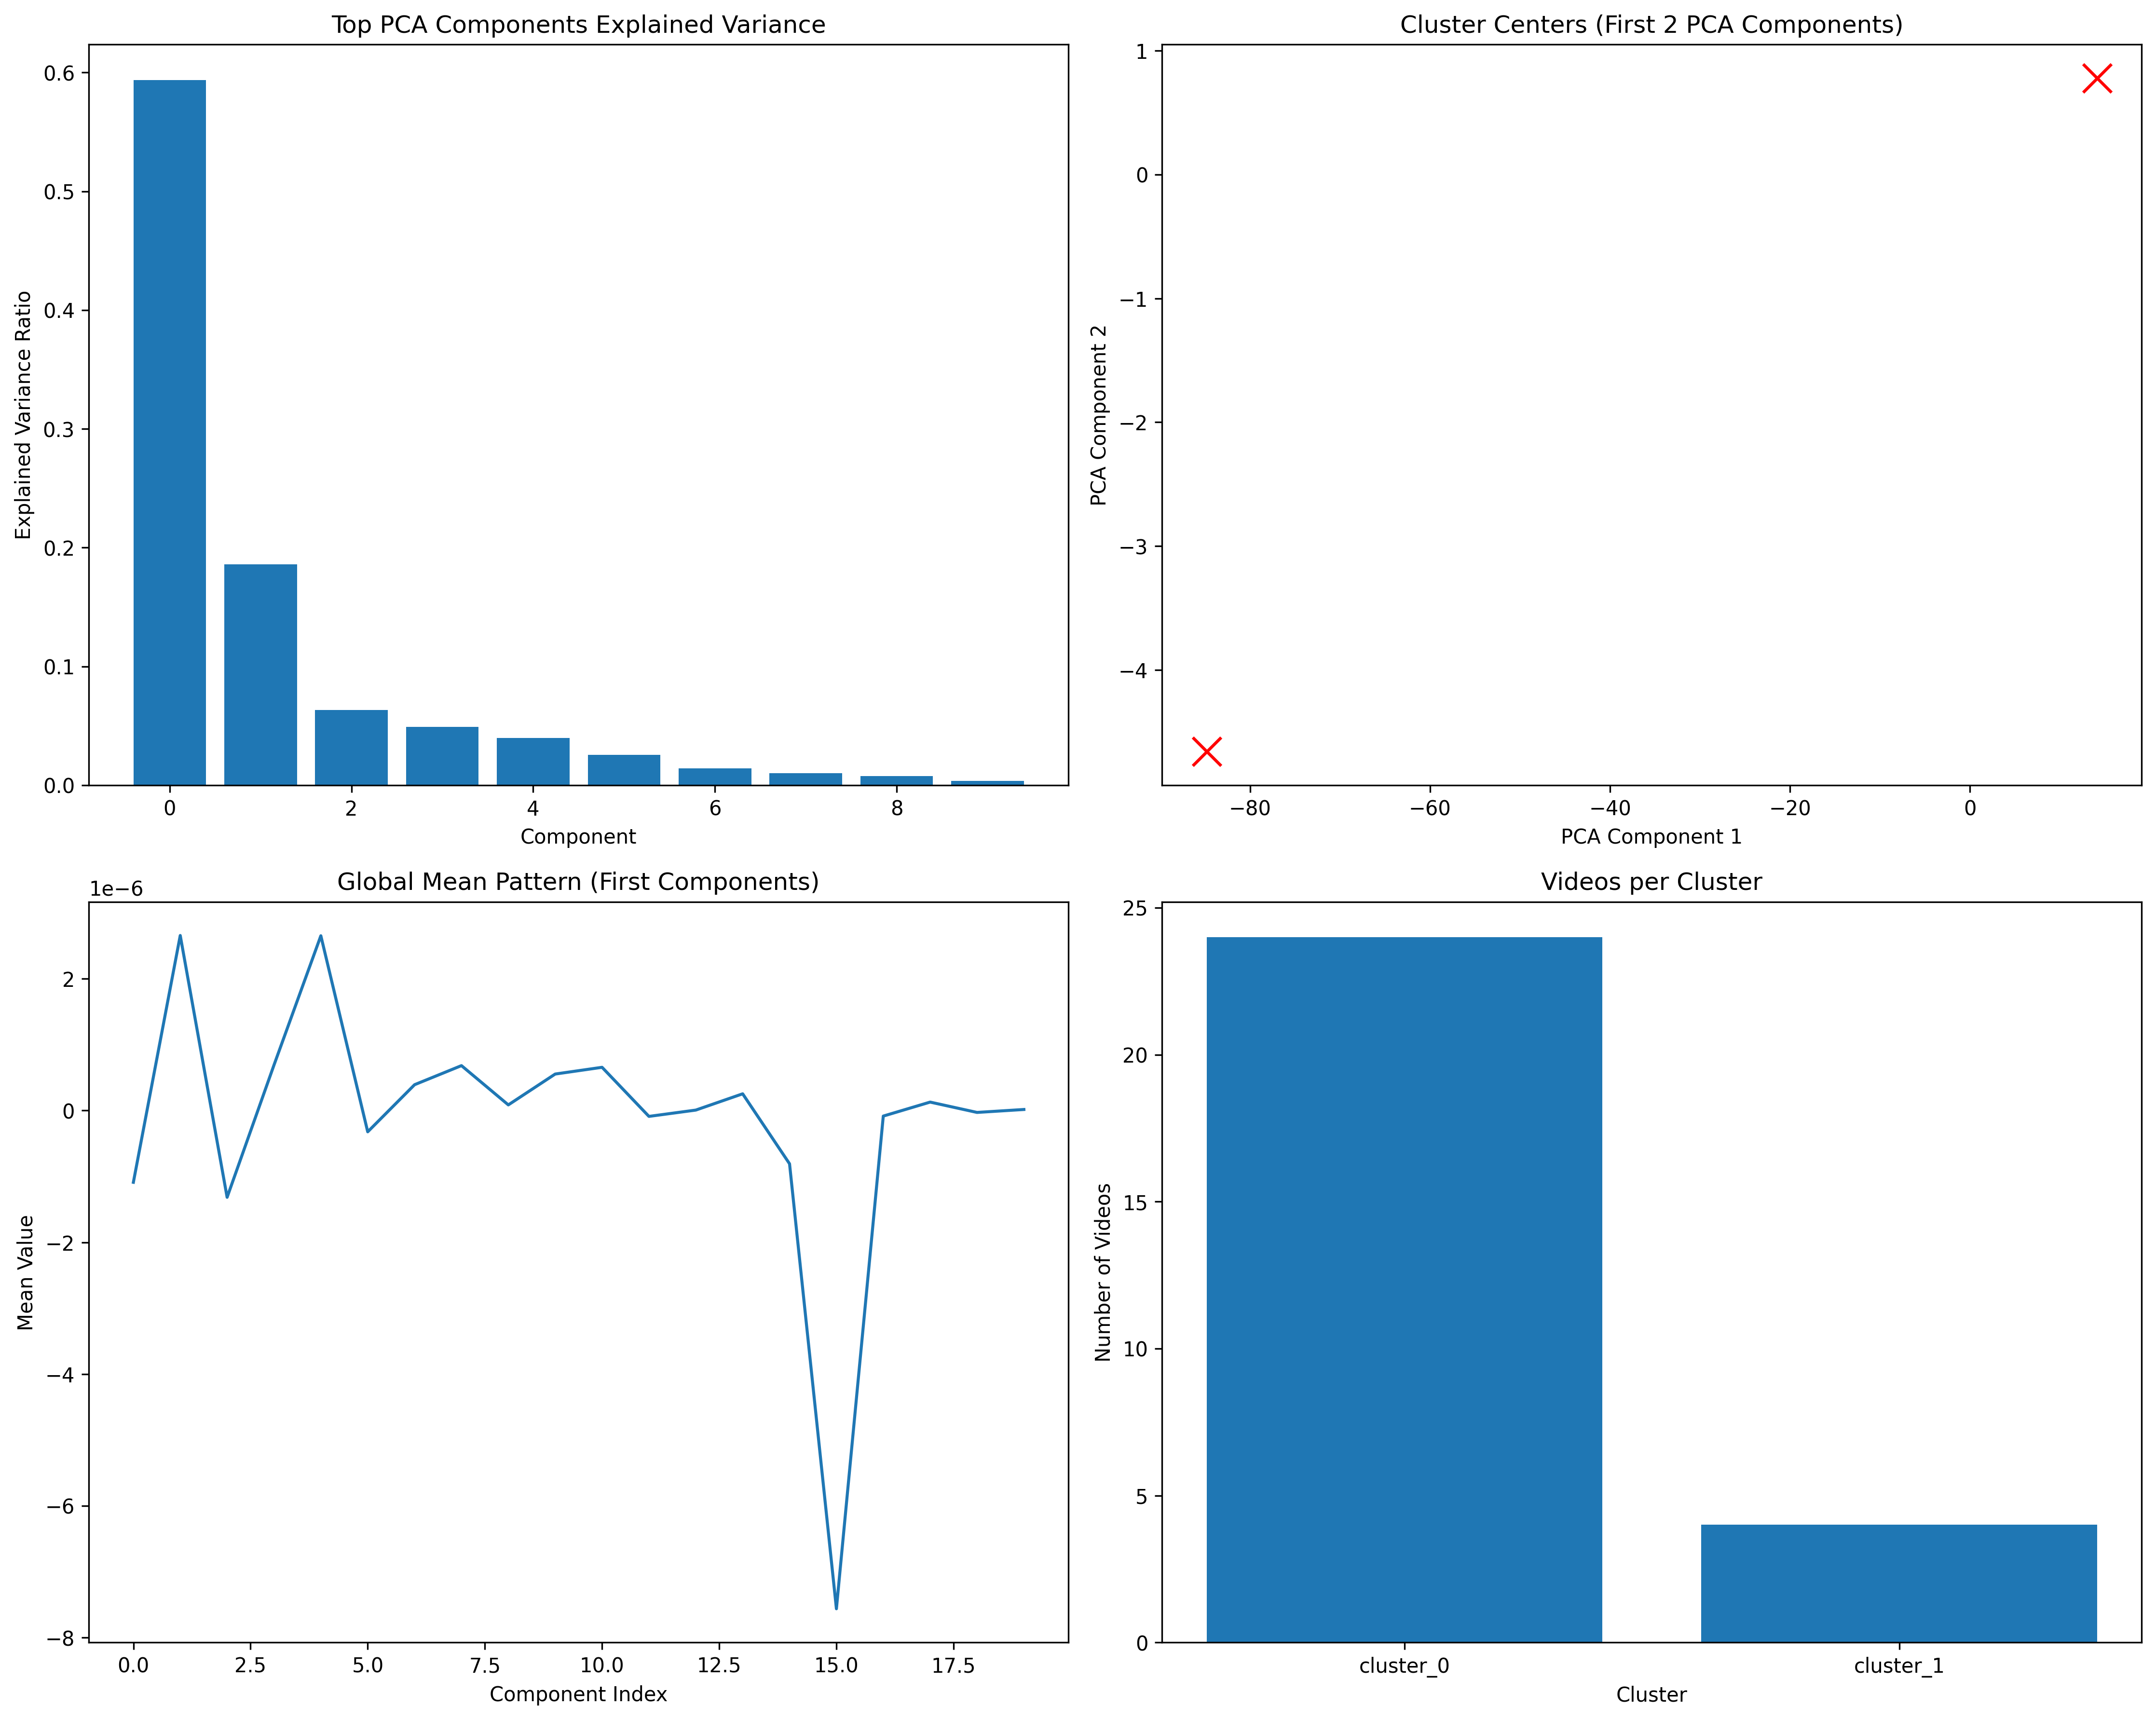 Top PCA Components Explained Variance
Explained Variance Ratio
0.6
0.5
0.4
0.3
0.2
0.1
0.0
0 2 4 6 8
Component
Cluster Centers (First 2 PCA Components)
PCA Component 2
1
0
−1
−2
−3
−4
−80 −60 −40 −20 0
PCA Component 1
Global Mean Pattern (First Components)
1e−6
Mean Value
2
0
−2
−4
−6
−8
0.0 2.5 5.0 7.5 10.0 12.5 15.0 17.5
Component Index
Videos per Cluster
Number of Videos
25
20
15
10
5
0
cluster_0 cluster_1
Cluster